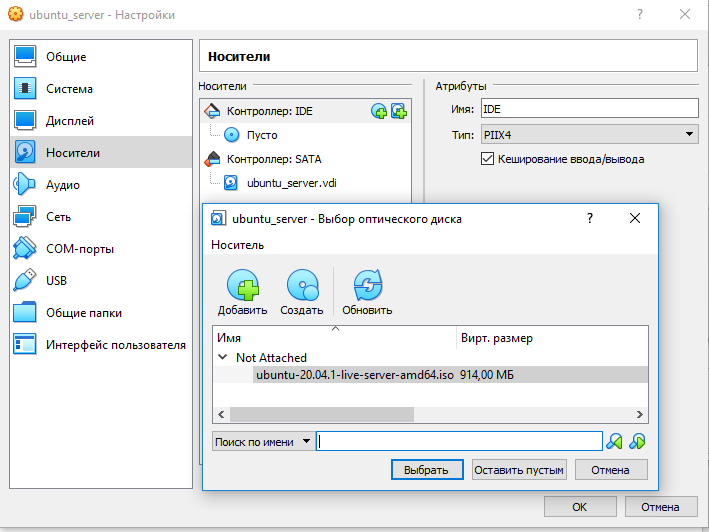 ubuntu_server - Настройки
?
Общие
Система
Дисплей
Носители
Аудио
Сеть
COM-порты
USB
Общие папки
Интерфейс пользователя
Носители
Носители
Контроллер: IDE
Пусто
Контроллер: SATA
ubuntu_server.vdi
Атрибуты
Имя: IDE
Тип: PIIX4
Кеширование ввода/вывода
ubuntu_server - Выбор оптического диска
?
Носитель
Добавить Создать Обновить
Имя Вирт. размер
Not Attached
ubuntu-20.04.1-live-server-amd64.iso 914,00 МБ
Поиск по имени
Выбрать Оставить пустым Отмена
OK Отмена